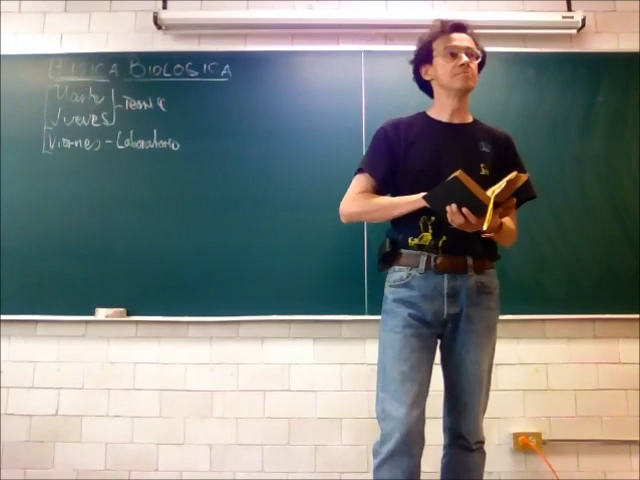 FISICA BIOLOGICA
Martes
Jueves - Teoría
Viernes - Laboratorio